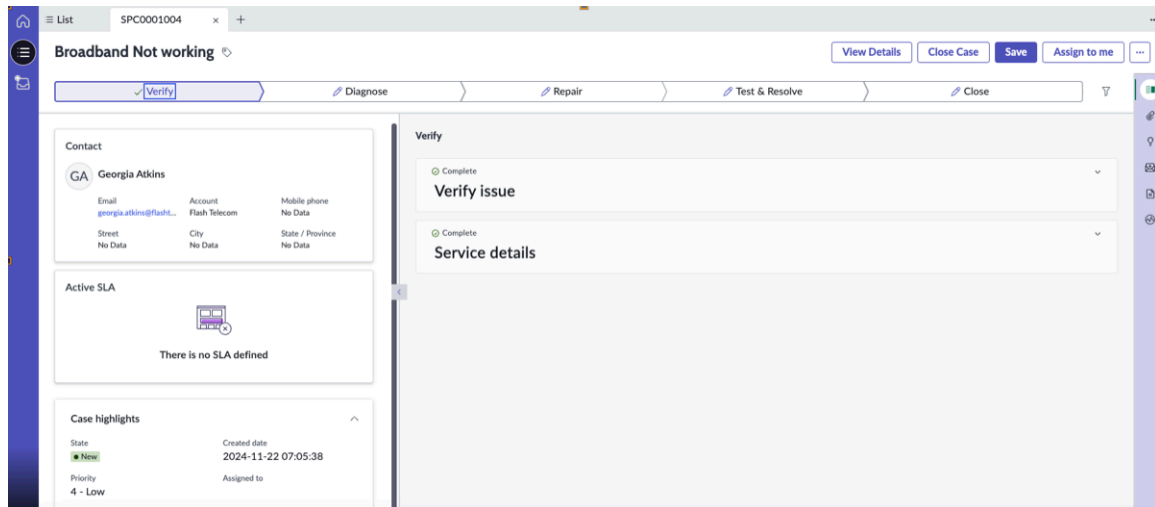 List
SPC0001004
Broadband Not working
View Details
Close Case
Save
Assign to me
Verify
Diagnose
Repair
Test & Resolve
Close
Contact
GA
Georgia Atkins
Email
Account
Mobile phone
georgia.atkins@flasht...
Flash Telecom
No Data
Street
City
State / Province
No Data
No Data
No Data
Active SLA
There is no SLA defined
Case highlights
State
Created date
New
2024-11-22 07:05:38
Priority
Assigned to
4 - Low
Verify
Complete
Verify issue
Complete
Service details